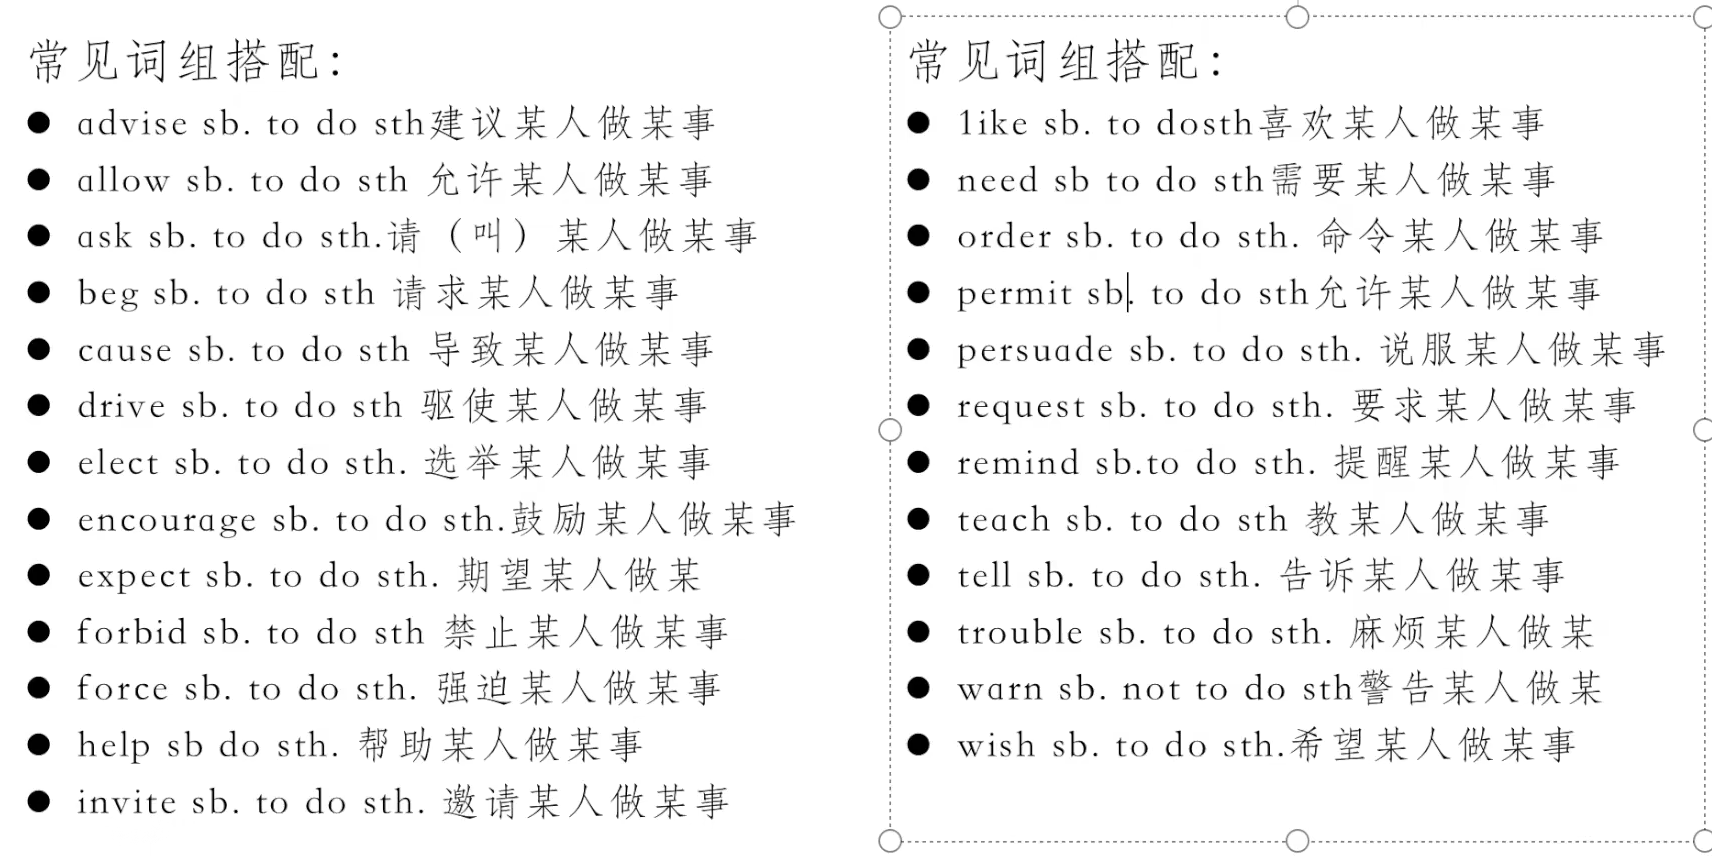 常见词组搭配：
● advise sb. to do sth建议某人做某事
● allow sb. to do sth 允许某人做某事
● ask sb. to do sth.请（叫）某人做某事
● beg sb. to do sth 请求某人做某事
● cause sb. to do sth 导致某人做某事
● drive sb. to do sth 驱使某人做某事
● elect sb. to do sth. 选举某人做某事
● encourage sb. to do sth.鼓励某人做某事
● expect sb. to do sth. 期望某人做某
● forbid sb. to do sth 禁止某人做某事
● force sb. to do sth. 强迫某人做某事
● help sb do sth. 帮助某人做某事
● invite sb. to do sth. 邀请某人做某事
常见词组搭配：
● 1ike sb. to dosth喜欢某人做某事
● need sb to do sth需要某人做某事
● order sb. to do sth. 命令某人做某事
● permit sb. to do sth允许某人做某事
● persuade sb. to do sth. 说服某人做某事
● request sb. to do sth. 要求某人做某事
● remind sb.to do sth. 提醒某人做某事
● teach sb. to do sth 教某人做某事
● tell sb. to do sth. 告诉某人做某事
● trouble sb. to do sth. 麻烦某人做某
● warn sb. not to do sth警告某人做某
● wish sb. to do sth.希望某人做某事